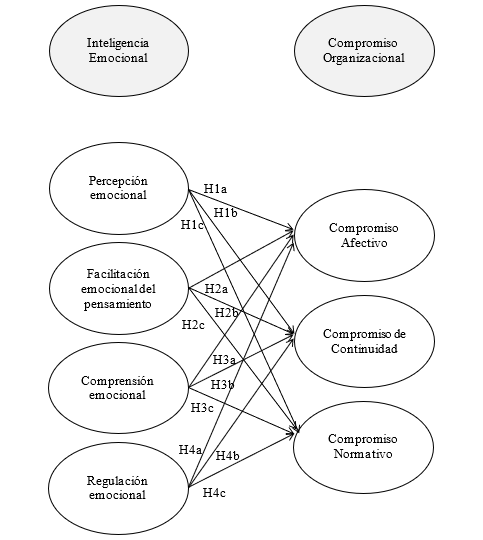 Inteligencia
Emocional
Compromiso
Organizacional
Percepción
emocional
H1a
H1b
H1c
Compromiso
Afectivo
Facilitación
emocional del
pensamiento
H2a
H2b
H2c
Compromiso de
Continuidad
Comprensión
emocional
H3a
H3b
H3c
Compromiso
Normativo
Regulación
emocional
H4a
H4b
H4c